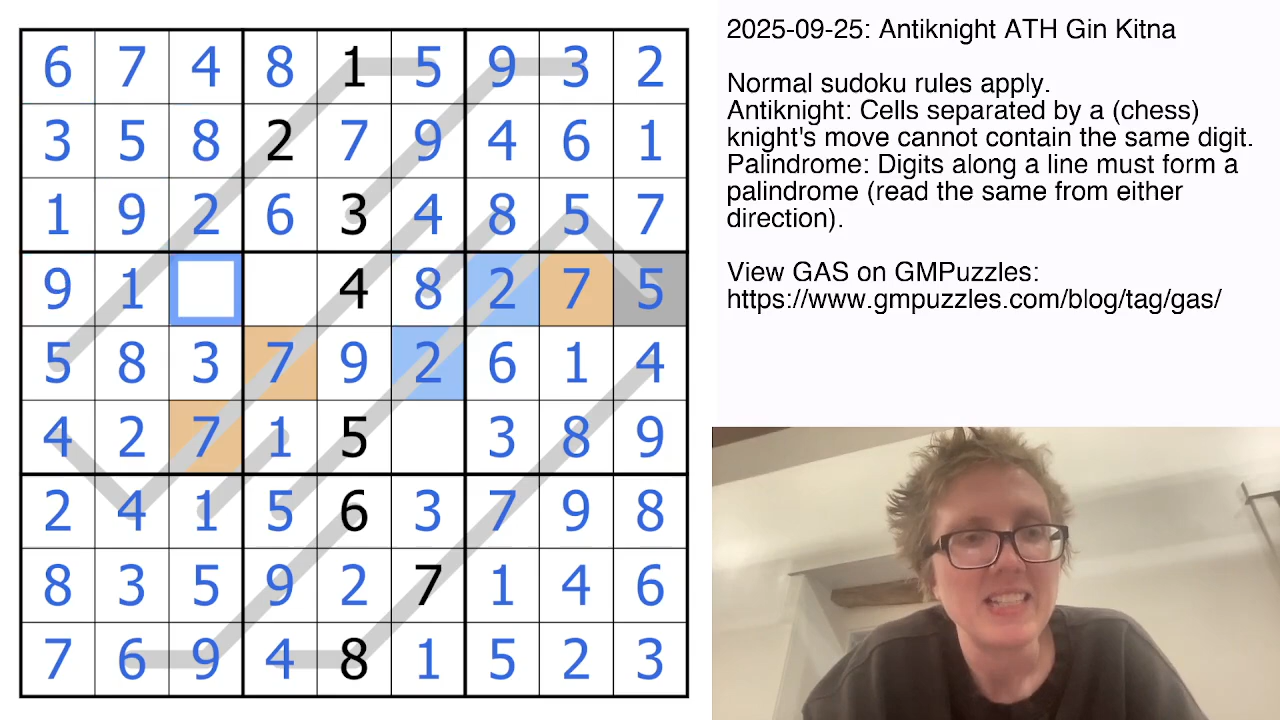 2025-09-25: Antiknight ATH Gin Kitna
Normal sudoku rules apply.
Antiknight: Cells separated by a (chess)
knight's move cannot contain the same digit.
Palindrome: Digits along a line must form a
palindrome (read the same from either
direction).
View GAS on GMPuzzles:
https://www.gmpuzzles.com/blog/tag/gas/
6 7 4 8 1 5 9 3 2
3 5 8 2 7 9 4 6 1
1 9 2 6 3 4 8 5 7
9 1 4 8 2 7 5
5 8 3 7 9 2 6 1 4
4 2 7 1 5 3 8 9
2 4 1 5 6 3 7 9 8
8 3 5 9 2 7 1 4 6
7 6 9 4 8 1 5 2 3